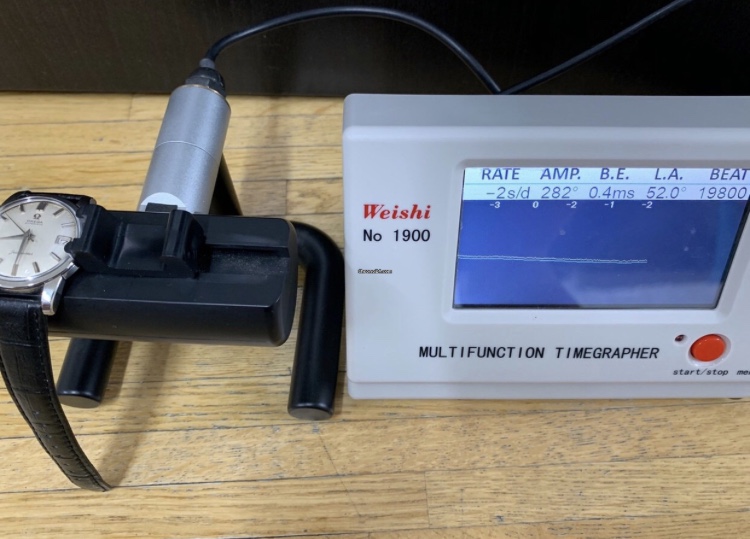 RATE AMP. B.E. L.A. BEAT
-2s/d 282° 0.4ms 52.0° 19800
-3 0 -2 -1 -2
Weishi
No 1900
MULTIFUNCTION TIMEGRAPHER
start/stop
OMEGA